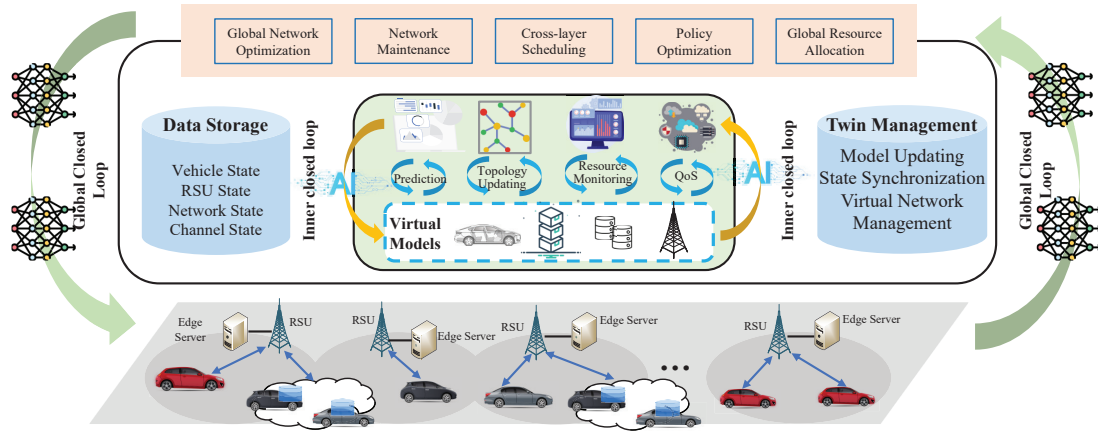 Global Network
Optimization
Network
Maintenance
Cross-layer
Scheduling
Policy
Optimization
Global Resource
Allocation
Global Closed
Loop
Data Storage
Vehicle State
RSU State
Network State
Channel State
Inner closed loop
AI
Prediction
Topology
Updating
Resource
Monitoring
QoS
AI
Virtual
Models
Inner closed loop
Twin Management
Model Updating
State Synchronization
Virtual Network
Management
Global Closed
Loop
Edge
Server
RSU
RSU
Edge Server
RSU
Edge Server
RSU
Edge Server